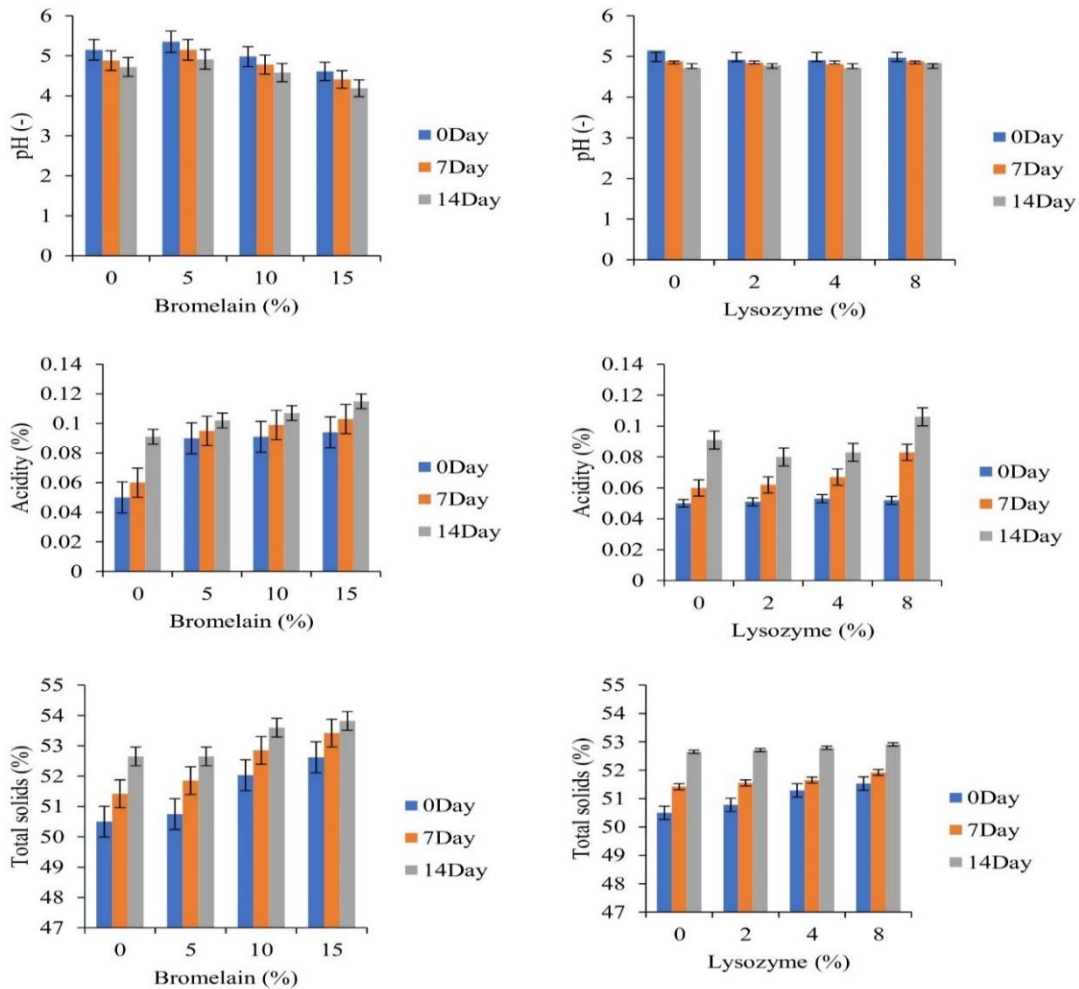 6
5
4
3
2
1
0
pH (-)
0 5 10 15
Bromelain (%)
0Day
7Day
14Day
6
5
4
3
2
1
0
pH (-)
0 2 4 8
Lysozyme (%)
0Day
7Day
14Day
0.14
0.12
0.1
0.08
0.06
0.04
0.02
0
Acidity (%)
0 5 10 15
Bromelain (%)
0Day
7Day
14Day
0.14
0.12
0.1
0.08
0.06
0.04
0.02
0
Acidity (%)
0 2 4 8
Lysozyme (%)
0Day
7Day
14Day
55
54
53
52
51
50
49
48
47
Total solids (%)
0 5 10 15
Bromelain (%)
0Day
7Day
14Day
55
54
53
52
51
50
49
48
47
Total solids (%)
0 2 4 8
Lysozyme (%)
0Day
7Day
14Day